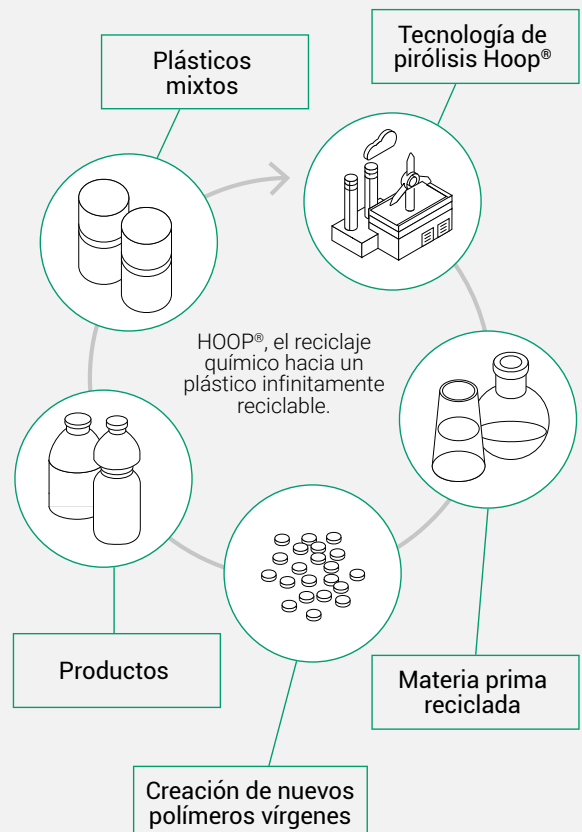 Plásticos
mixtos
Tecnología de
pirólisis Hoop®
HOOP®, el reciclaje
químico hacia un
plástico infinitamente
reciclable.
Materia prima
reciclada
Creación de nuevos
polímeros vírgenes
Productos